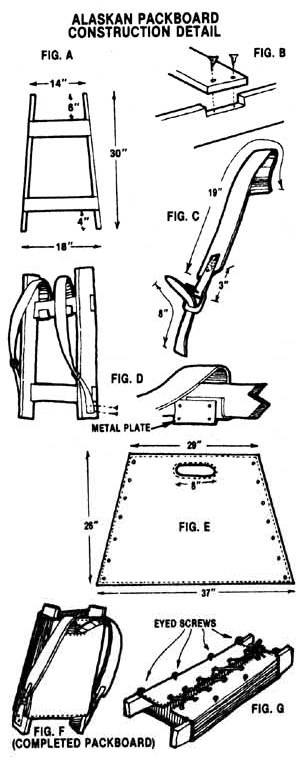 ALASKAN PACKBOARD
CONSTRUCTION DETAIL
FIG. A
14"
6"
30"
4"
18"
FIG. B
19"
FIG. C
3"
8"
FIG. D
METAL PLATE
29"
8"
26"
FIG. E
37"
FIG. F
(COMPLETED PACKBOARD)
EYED SCREWS
FIG. G